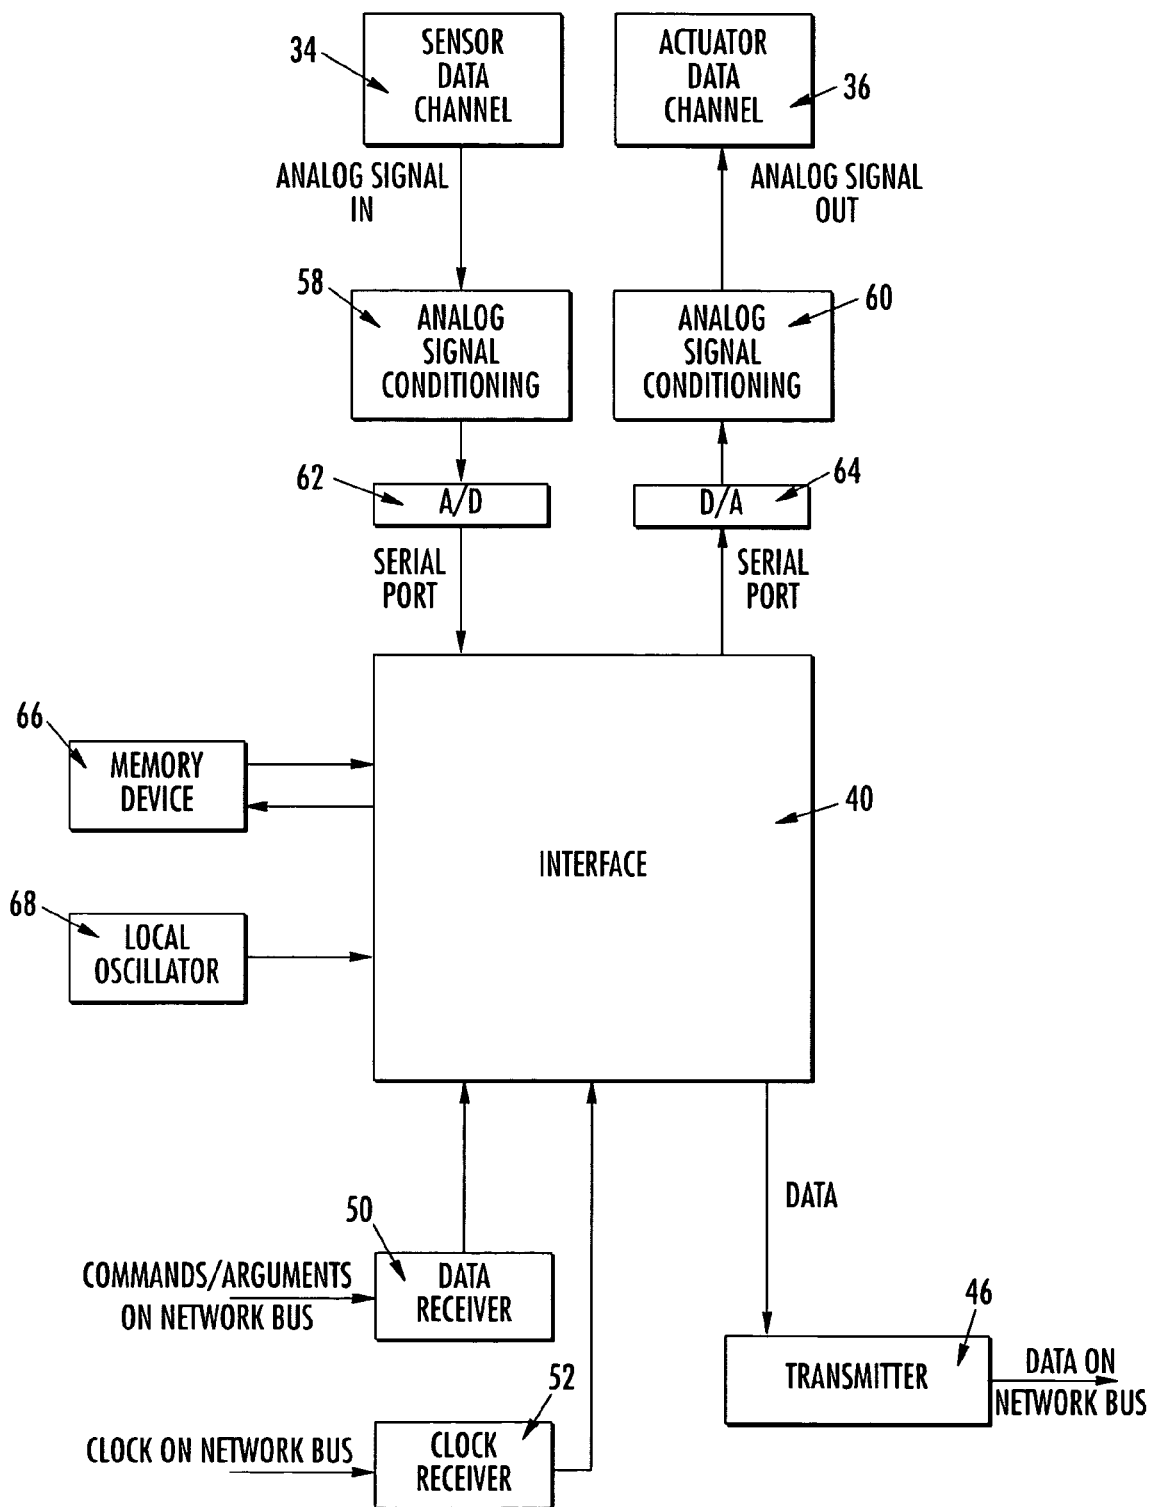 34
SENSOR
DATA
CHANNEL
ACTUATOR
DATA
CHANNEL
36
ANALOG SIGNAL
IN
ANALOG SIGNAL
OUT
58
ANALOG
SIGNAL
CONDITIONING
ANALOG
SIGNAL
CONDITIONING
60
62
A/D
D/A
64
SERIAL
PORT
SERIAL
PORT
66
MEMORY
DEVICE
40
INTERFACE
68
LOCAL
OSCILLATOR
DATA
50
COMMANDS/ARGUMENTS
ON NETWORK BUS
DATA
RECEIVER
46
TRANSMITTER
DATA ON
NETWORK BUS
52
CLOCK ON NETWORK BUS
CLOCK
RECEIVER